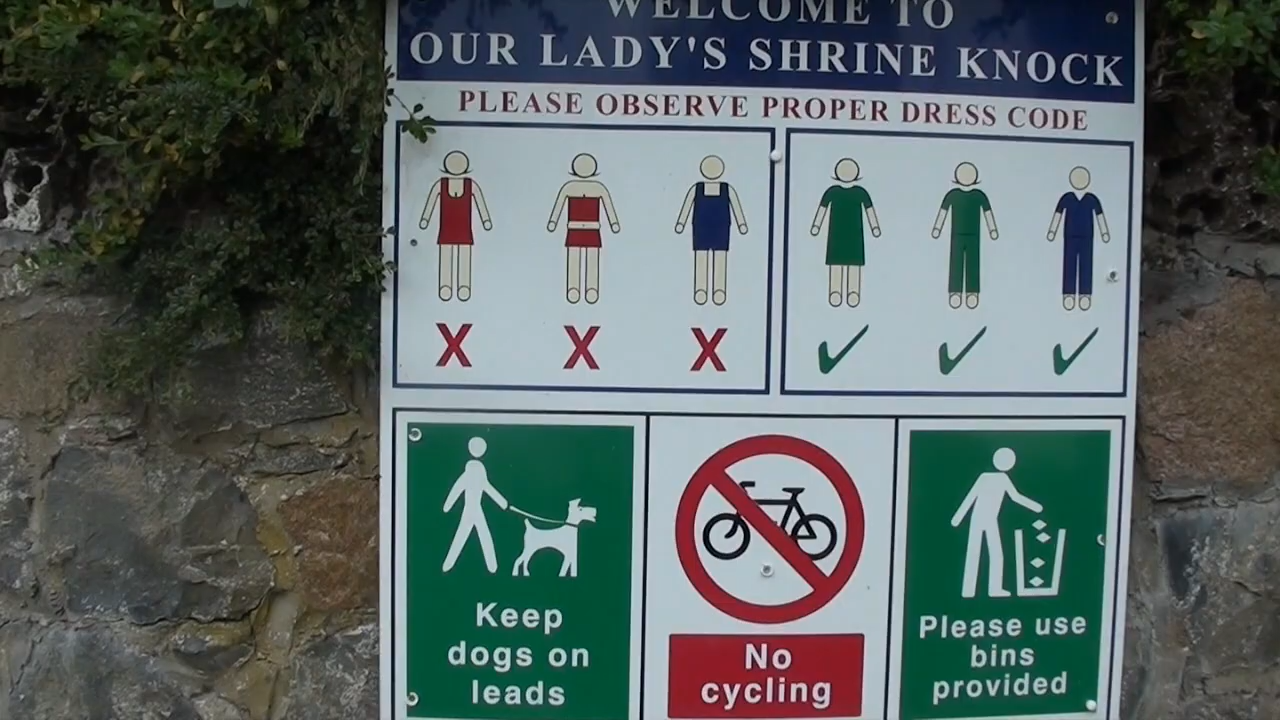 WELCOME TO
OUR LADY'S SHRINE KNOCK
PLEASE OBSERVE PROPER DRESS CODE
X X X
Keep
dogs on
leads
No
cycling
Please use
bins
provided